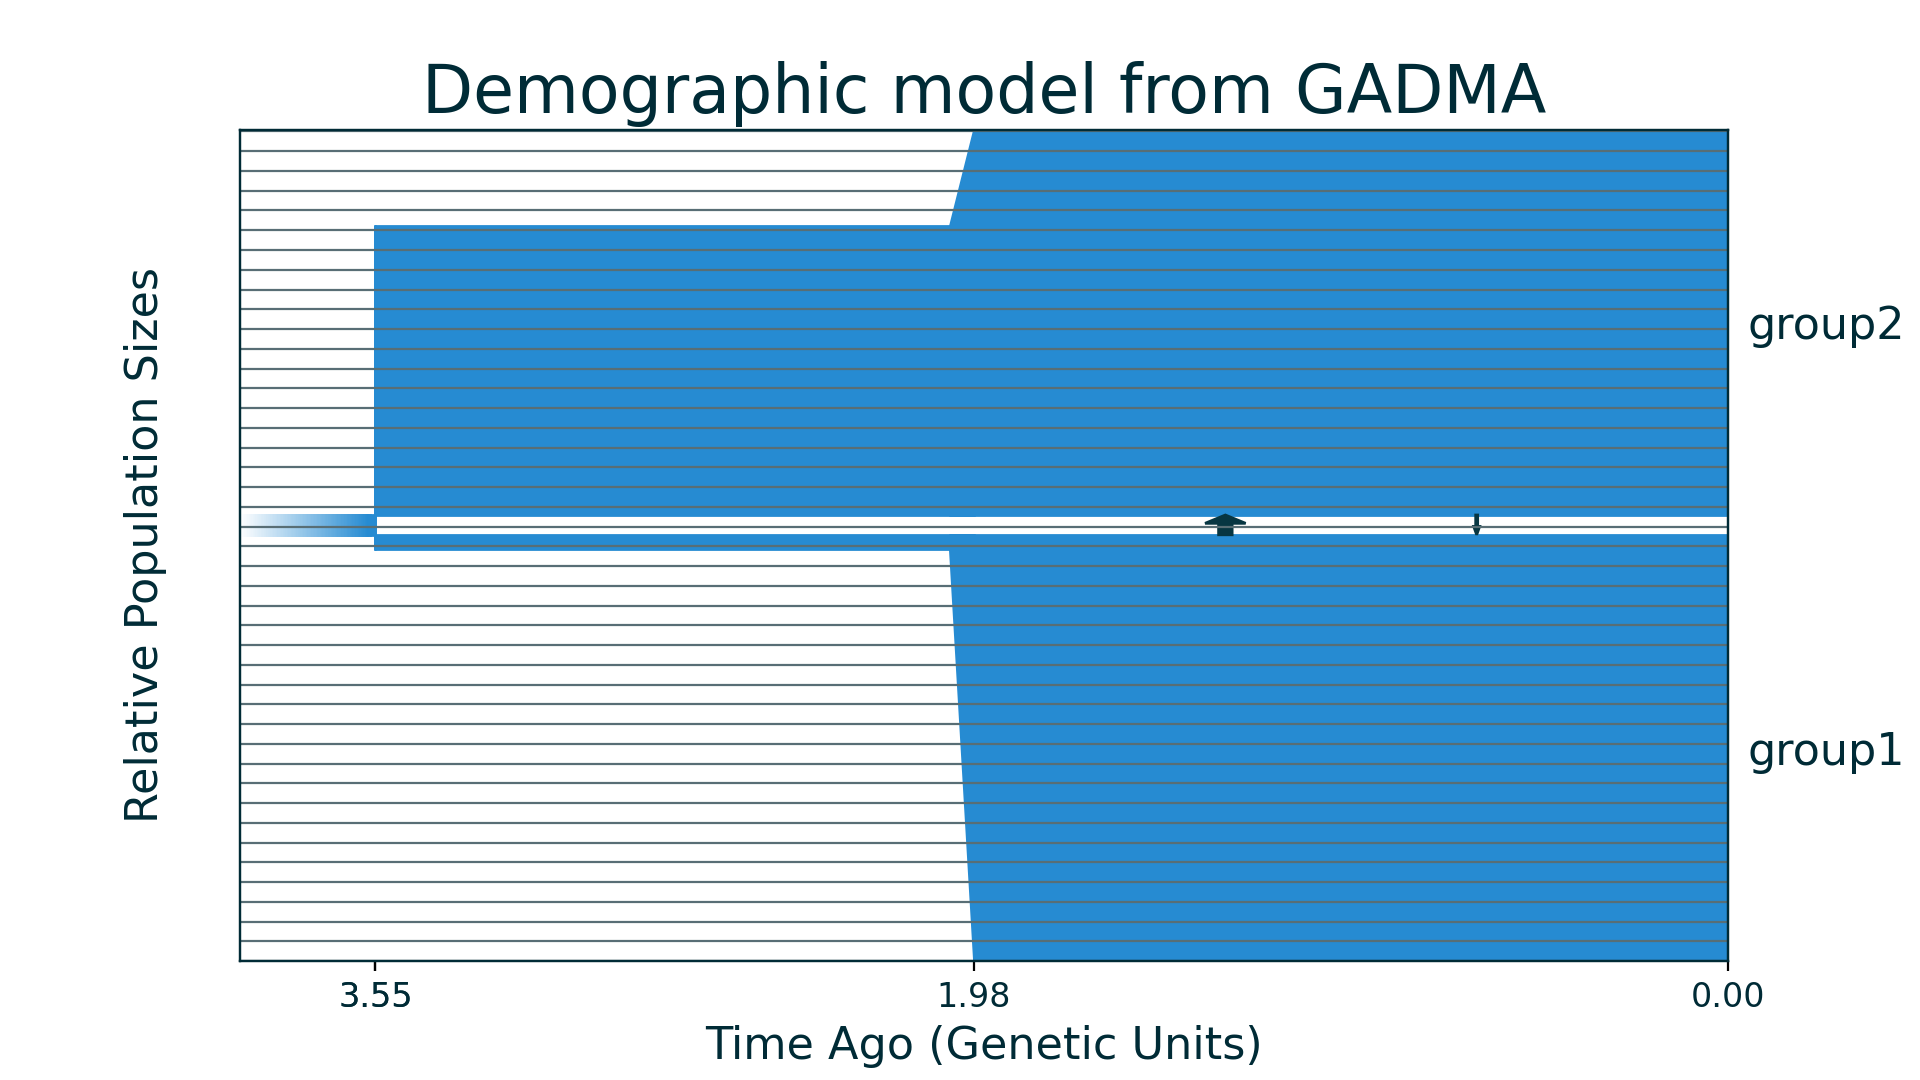 Demographic model from GADMA
Relative Population Sizes
group2
group1
3.55
1.98
0.00
Time Ago (Genetic Units)